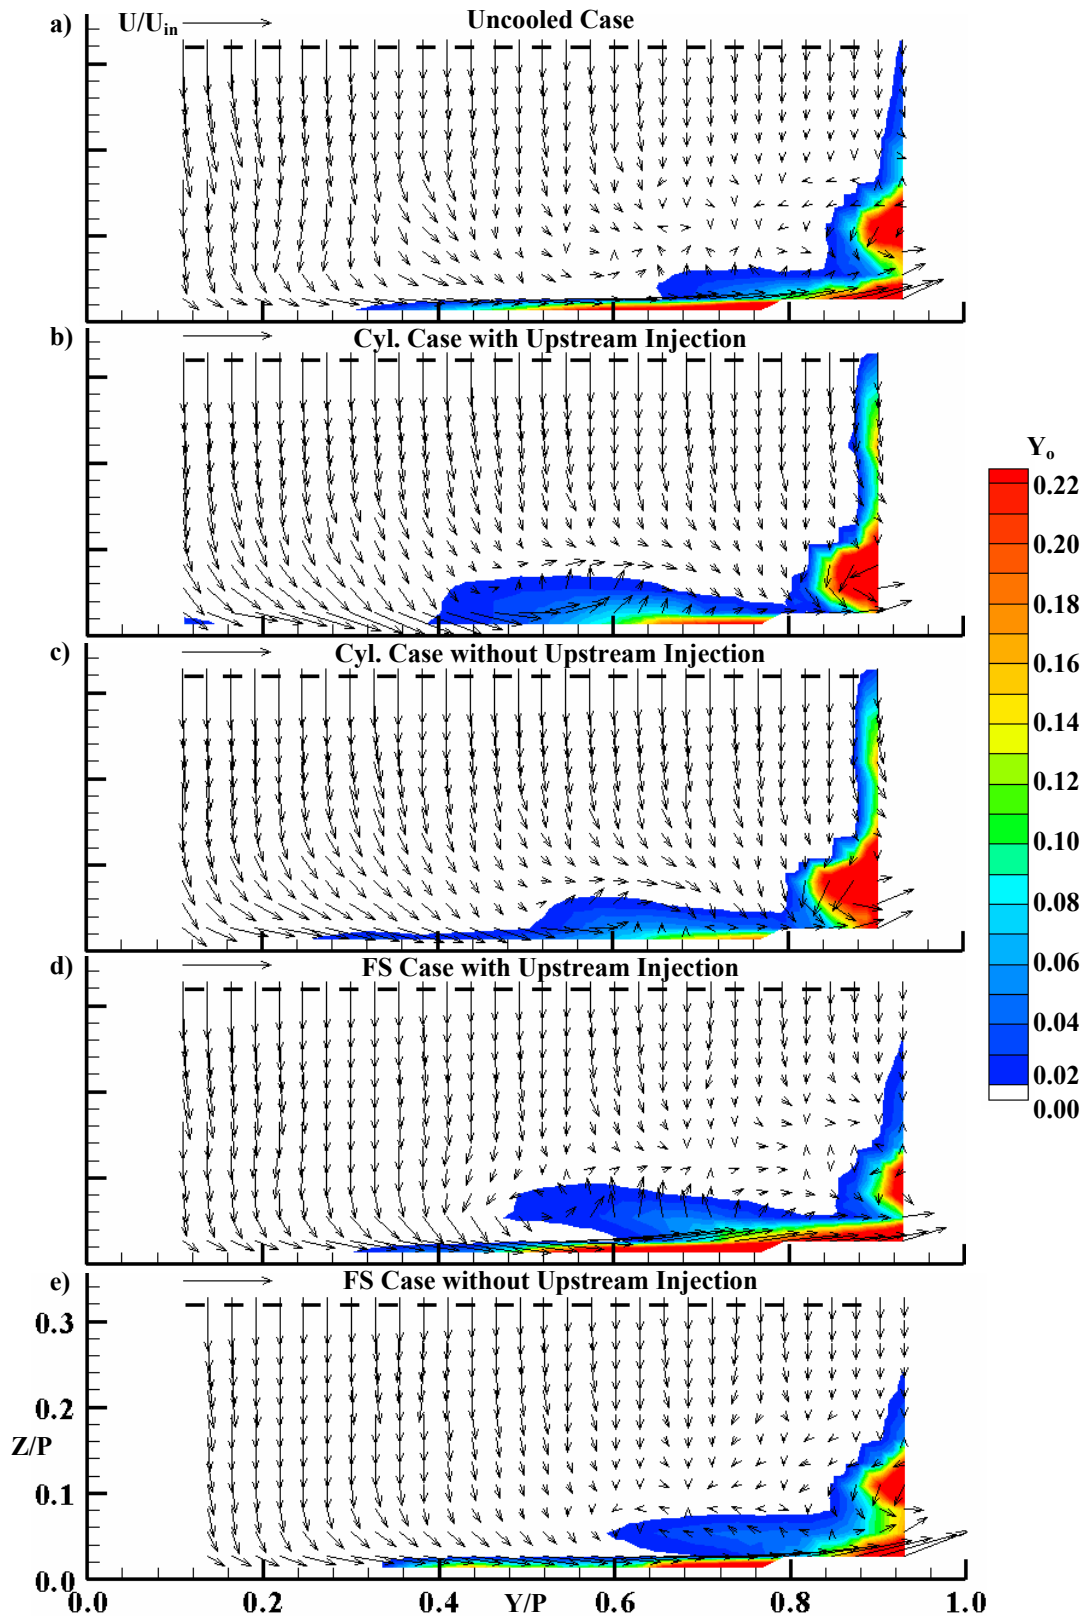 a) U/U_in Uncooled Case
b) Cyl. Case with Upstream Injection
c) Cyl. Case without Upstream Injection
d) FS Case with Upstream Injection
e) FS Case without Upstream Injection
Y_o
0.22
0.20
0.18
0.16
0.14
0.12
0.10
0.08
0.06
0.04
0.02
0.00
0.3
0.2
Z/P
0.1
0.0
0.0 0.2 0.4 Y/P 0.6 0.8 1.0